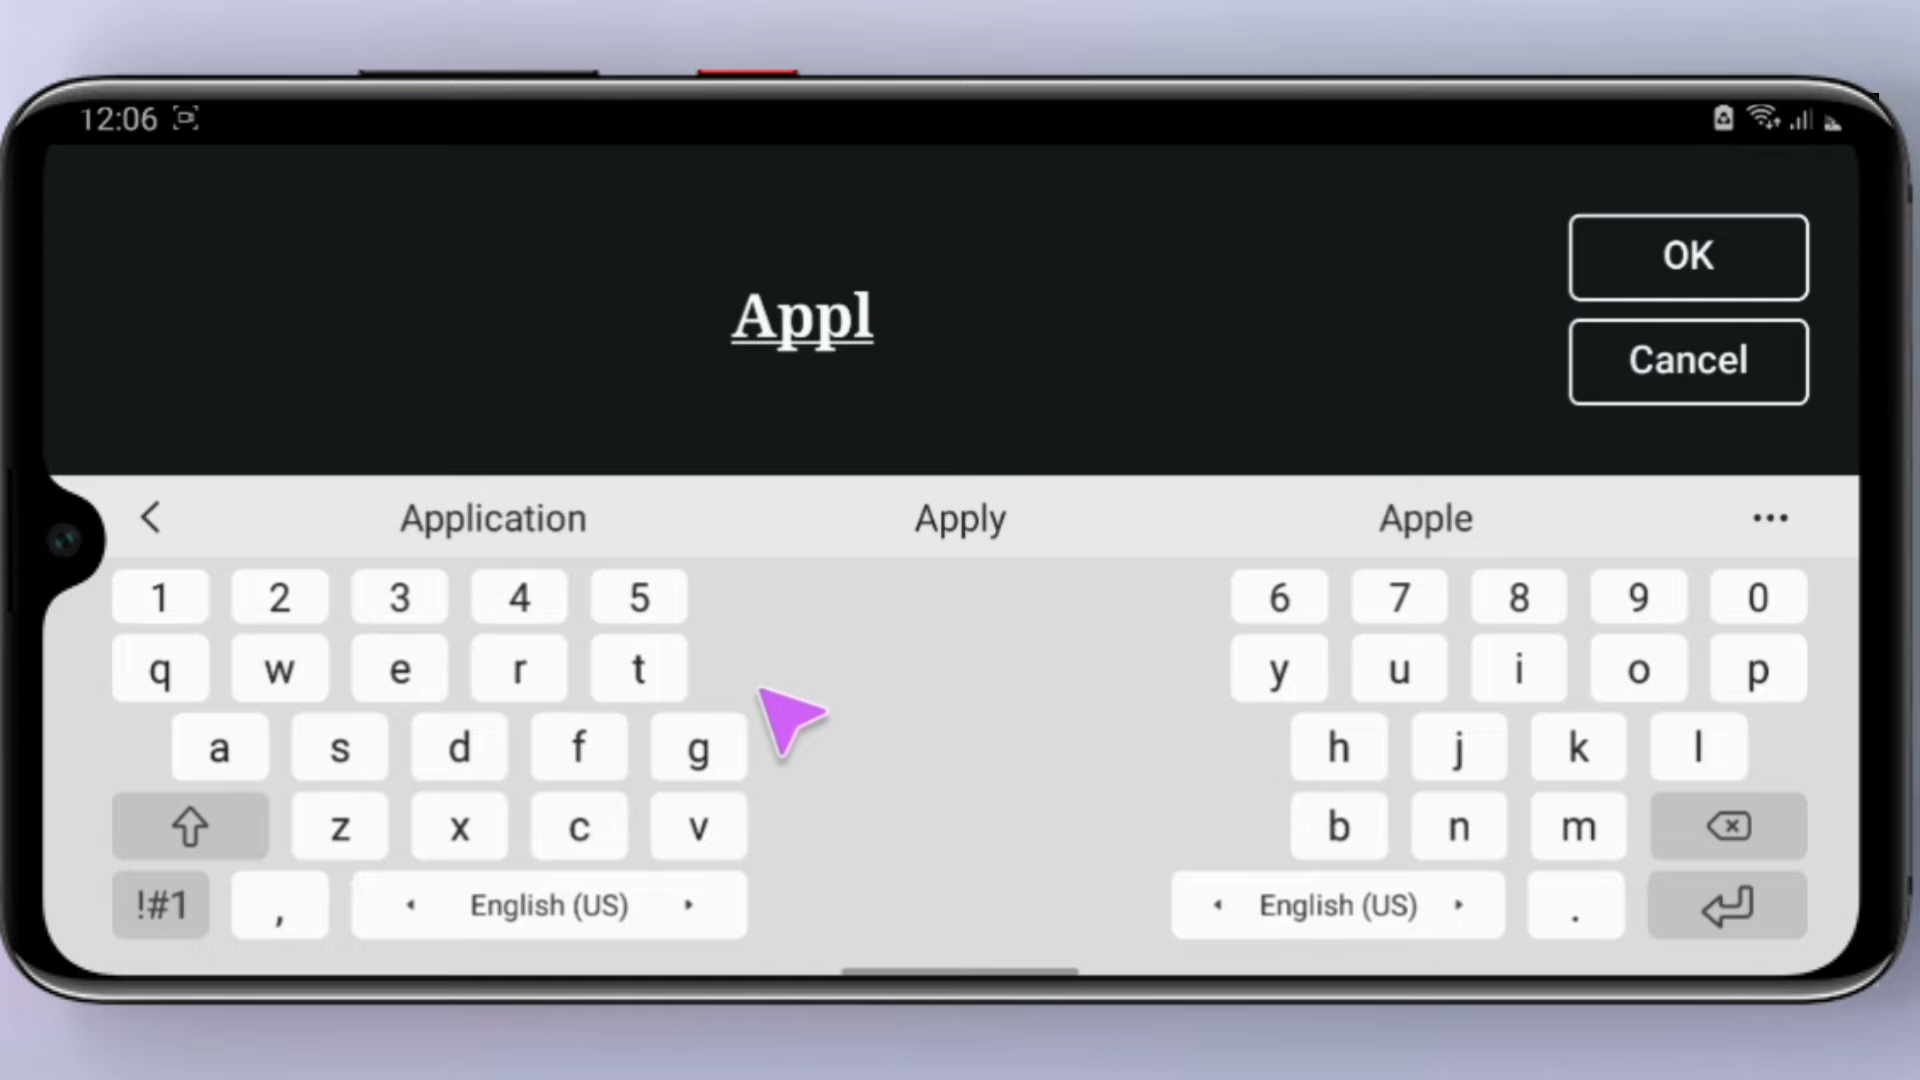 12:06
Appl
OK
Cancel
Application Apply Apple
1 2 3 4 5 6 7 8 9 0
q w e r t y u i o p
a s d f g h j k l
z x c v b n m
!#1 , English (US) English (US) .